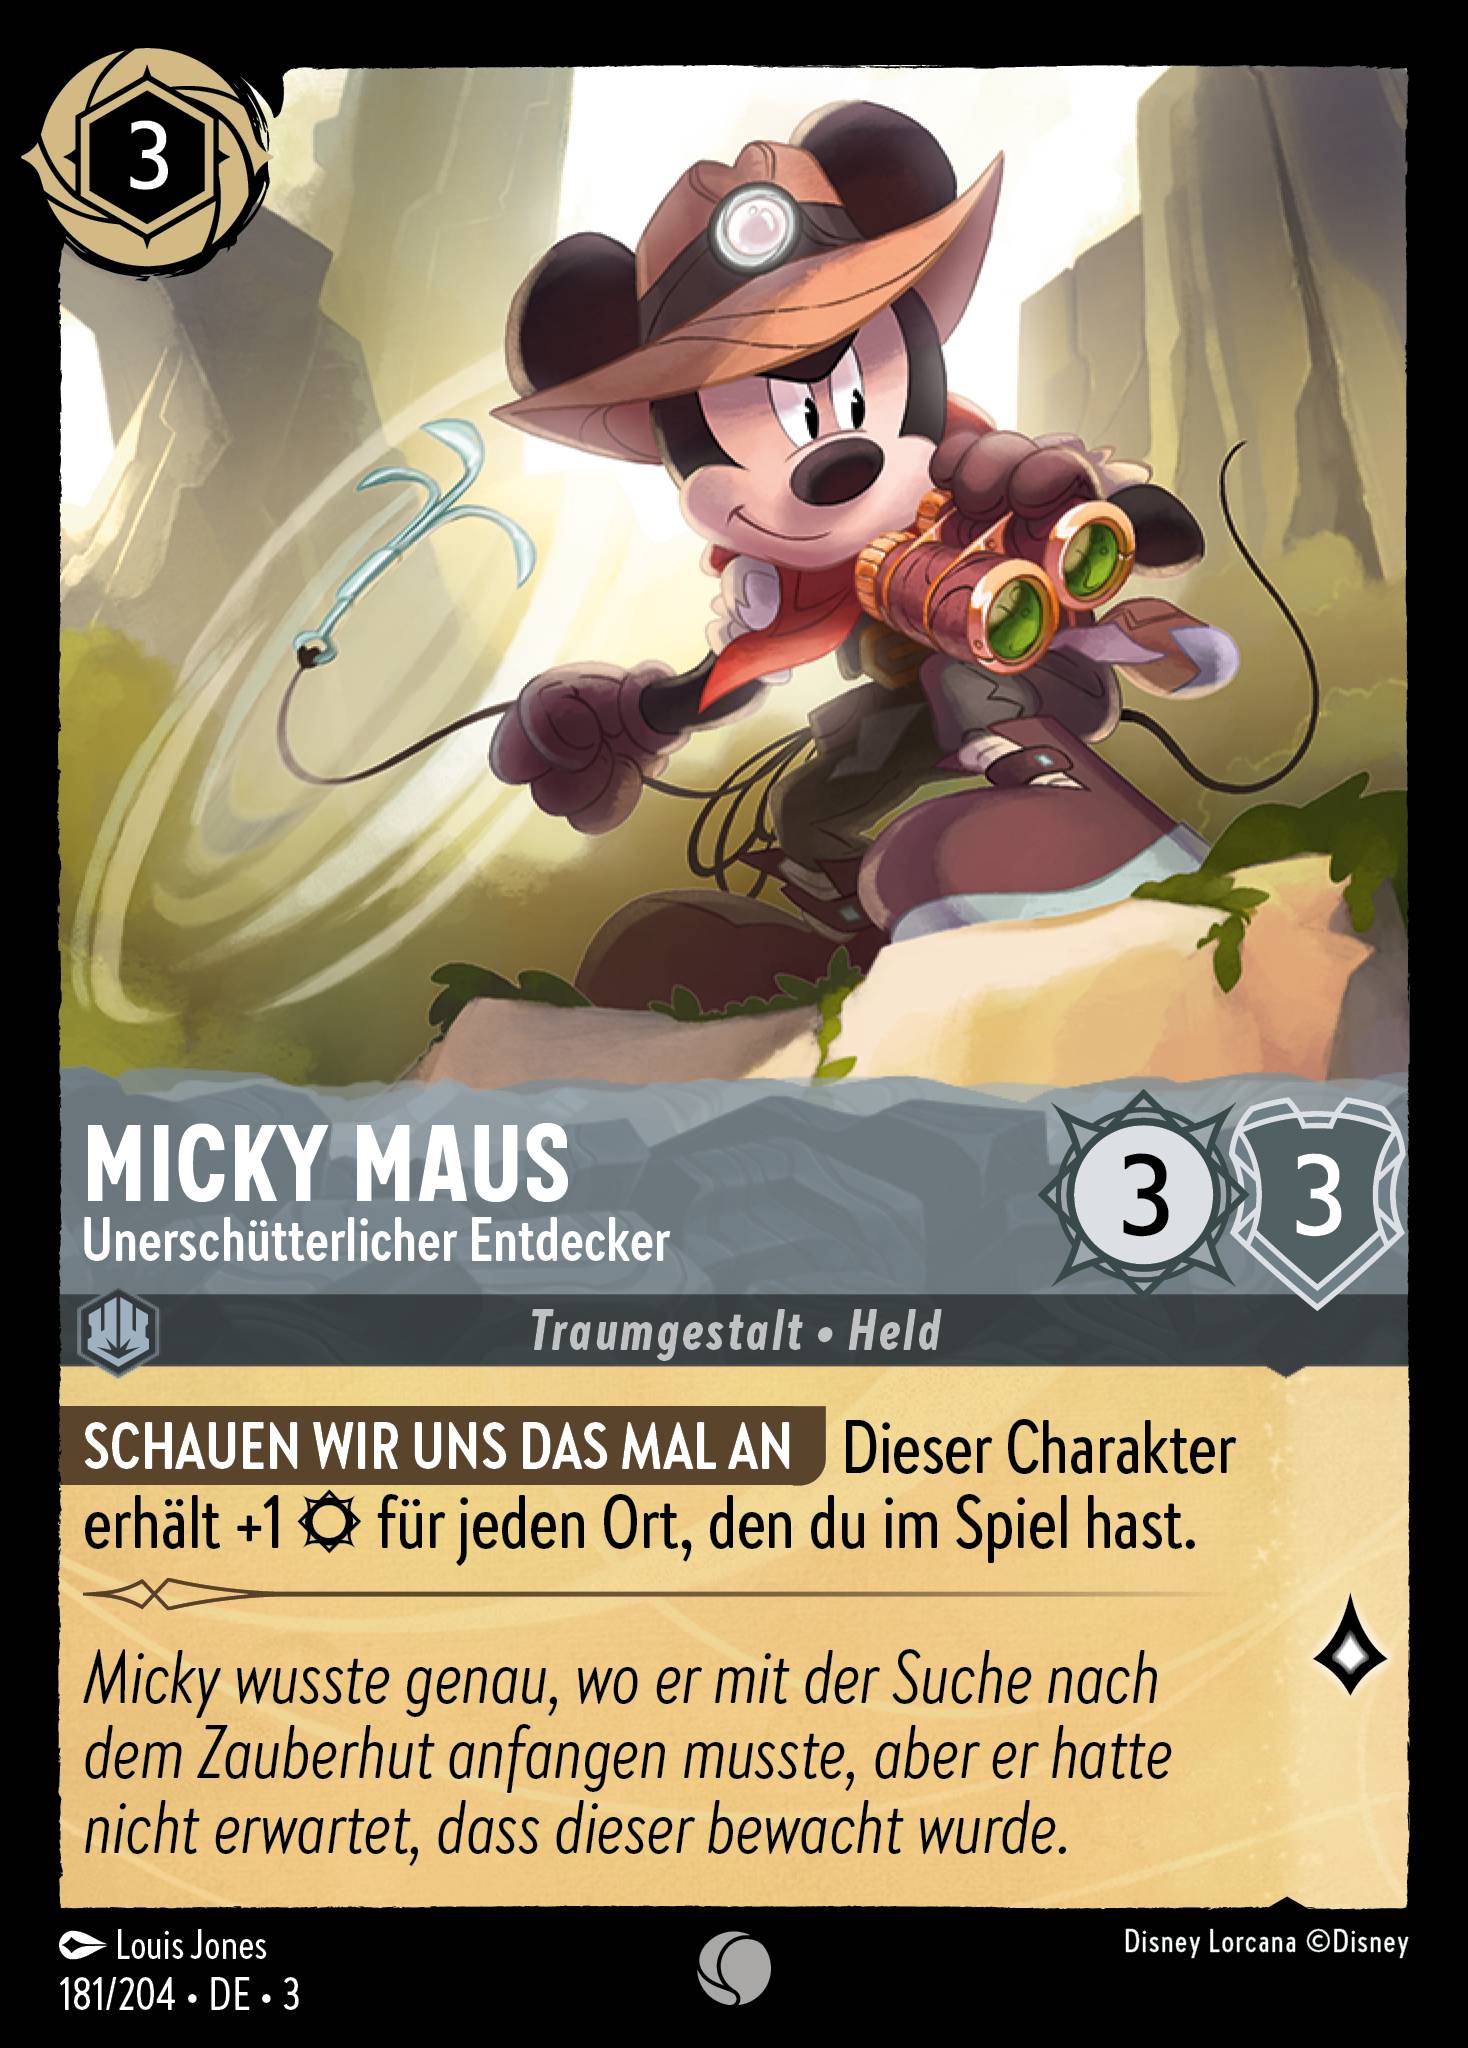 3
MICKY MAUS
Unerschütterlicher Entdecker
3
3
Traumgestalt • Held
SCHAUEN WIR UNS DAS MAL AN Dieser Charakter
erhält +1 für jeden Ort, den du im Spiel hast.
Micky wusste genau, wo er mit der Suche nach
dem Zauberhut anfangen musste, aber er hatte
nicht erwartet, dass dieser bewacht wurde.
Louis Jones
Disney Lorcana ©Disney
181/204 • DE • 3